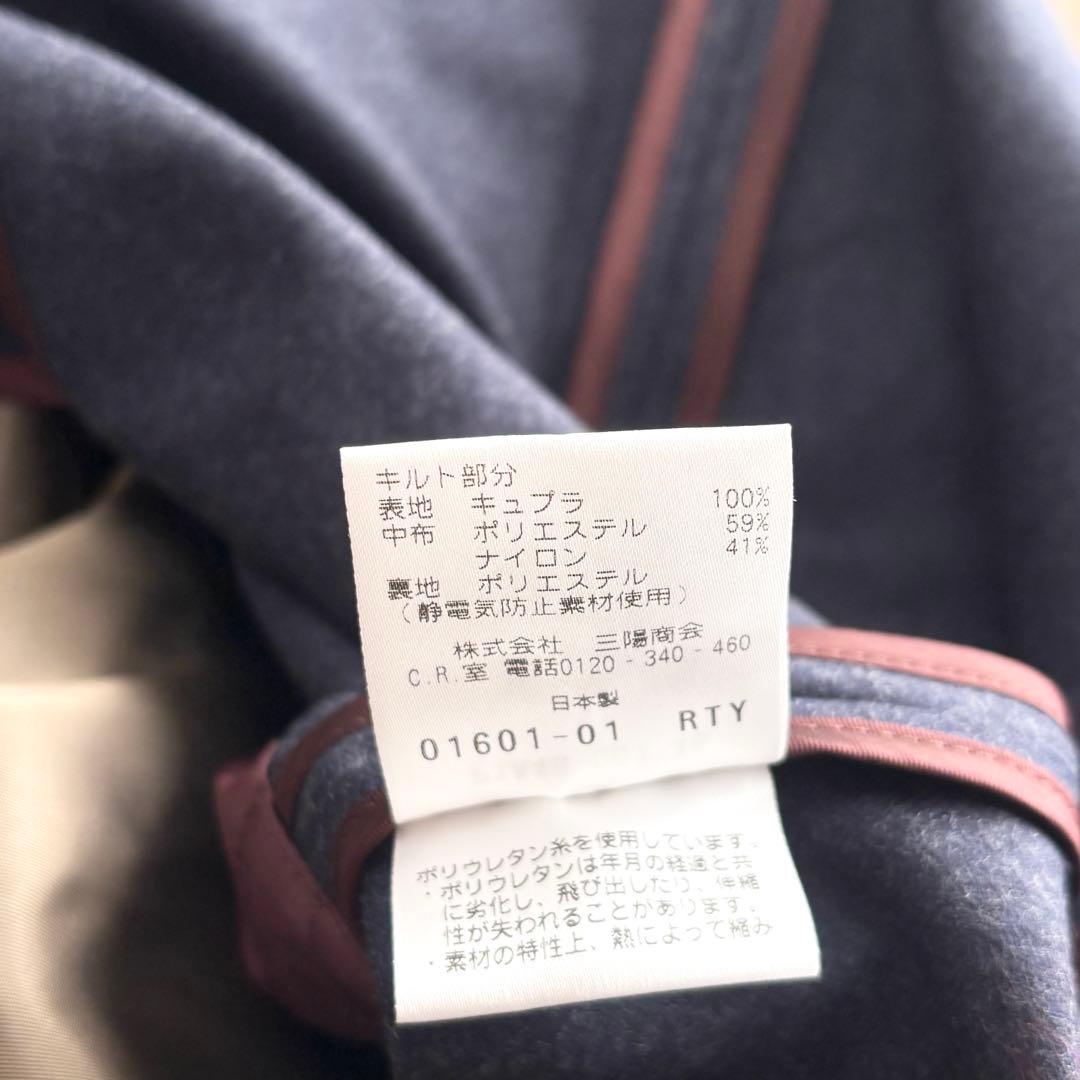 キルト部分
表地 キュプラ 100%
中布 ポリエステル 59%
ナイロン 41%
裏地 ポリエステル
(静電気防止素材使用)
株式会社 三陽商会
C.R.室 電話0120-340-460
日本製
01601-01 RTY
ポリウレタン糸を使用しています。
・ポリウレタンは年月の経過と共
に劣化し、飛び出したり、伸縮
性が失われることがあります。
・素材の特性上、熱によって縮み